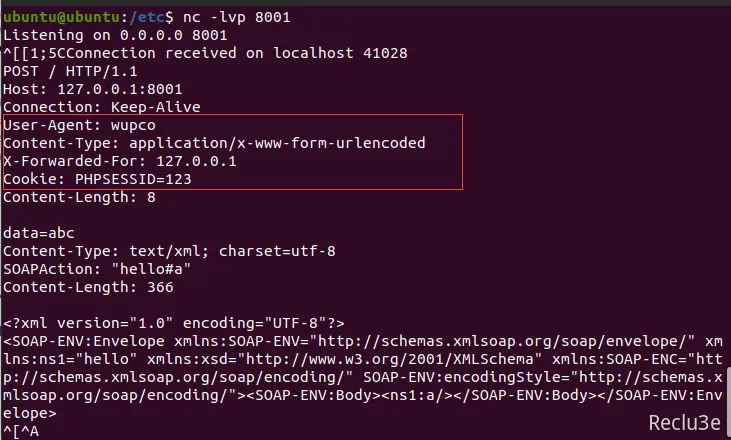 ubuntu@ubuntu:/etc$ nc -lvp 8001
Listening on 0.0.0.0 8001
^[[1;5CConnection received on localhost 41028
POST / HTTP/1.1
Host: 127.0.0.1:8001
Connection: Keep-Alive
User-Agent: wupco
Content-Type: application/x-www-form-urlencoded
X-Forwarded-For: 127.0.0.1
Cookie: PHPSESSID=123
Content-Length: 8

data=abc
Content-Type: text/xml; charset=utf-8
SOAPAction: "hello#a"
Content-Length: 366

<?xml version="1.0" encoding="UTF-8"?>
<SOAP-ENV:Envelope xmlns:SOAP-ENV="http://schemas.xmlsoap.org/soap/envelope/" xm
lns:ns1="hello" xmlns:xsd="http://www.w3.org/2001/XMLSchema" xmlns:SOAP-ENC="htt
p://schemas.xmlsoap.org/soap/encoding/" SOAP-ENV:encodingStyle="http://schemas.x
mlsoap.org/soap/encoding/"><SOAP-ENV:Body><ns1:a/></SOAP-ENV:Body></SOAP-ENV:Env
elope>
^[^A
Reclu3e